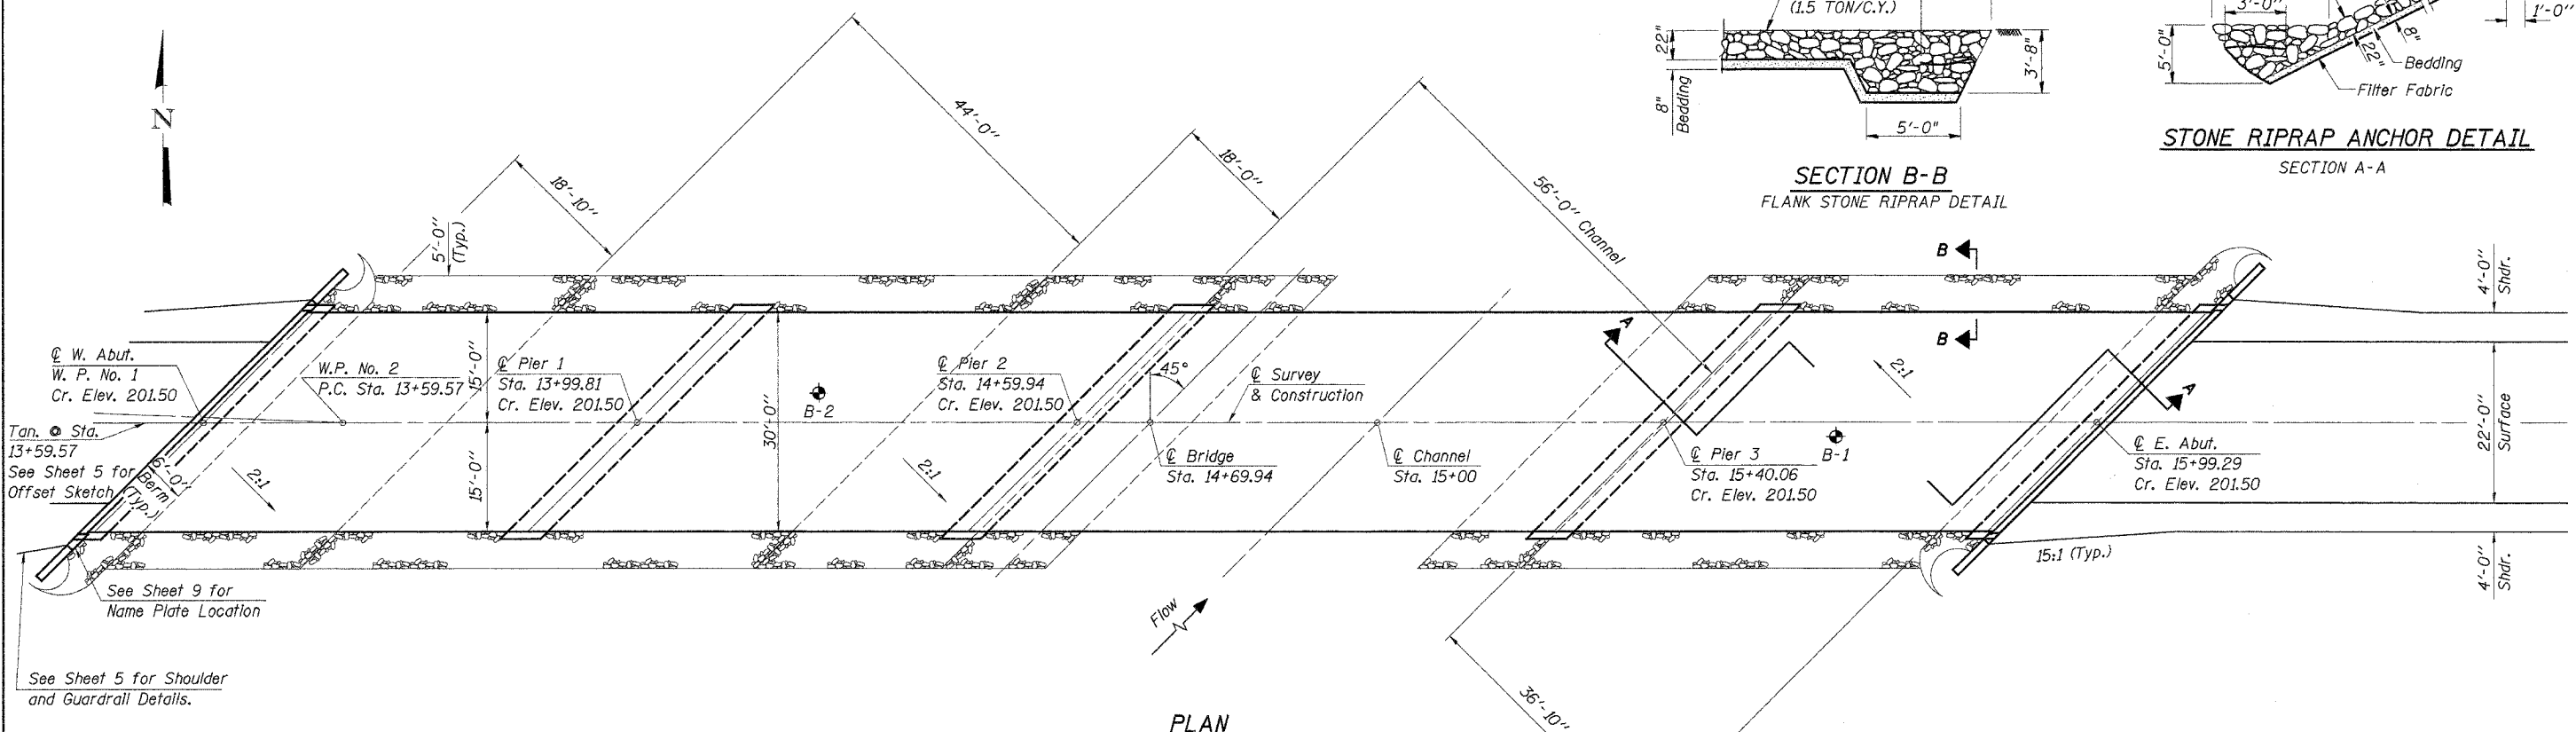 (1.5 TON/C.Y.)
22"
8"
Bedding
3'-8"
5'-0"
SECTION B-B
FLANK STONE RIPRAP DETAIL
3'-0"
1'-0"
5'-0"
22"
8"
Bedding
Filter Fabric
STONE RIPRAP ANCHOR DETAIL
SECTION A-A
N
44'-0"
18'-10"
18'-0"
56'-0" Channel
5'-0"
(Typ.)
B
B
4'-0"
Shdr.
℄ W. Abut.
W. P. No. 1
Cr. Elev. 201.50
W.P. No. 2
P.C. Sta. 13+59.57
15'-0"
℄ Pier 1
Sta. 13+99.81
Cr. Elev. 201.50
B-2
℄ Pier 2
Sta. 14+59.94
Cr. Elev. 201.50
45°
℄ Survey
& Construction
A
2:1
A
22'-0"
Surface
Tan. @ Sta.
13+59.57
See Sheet 5 for
Offset Sketch
6'-0"
Berm
(Typ.)
2:1
15'-0"
30'-0"
2:1
℄ Bridge
Sta. 14+69.94
℄ Channel
Sta. 15+00
℄ Pier 3
Sta. 15+40.06
Cr. Elev. 201.50
B-1
℄ E. Abut.
Sta. 15+99.29
Cr. Elev. 201.50
15:1 (Typ.)
4'-0"
Shdr.
See Sheet 9 for
Name Plate Location
Flow
See Sheet 5 for Shoulder
and Guardrail Details.
36'-10"
PLAN